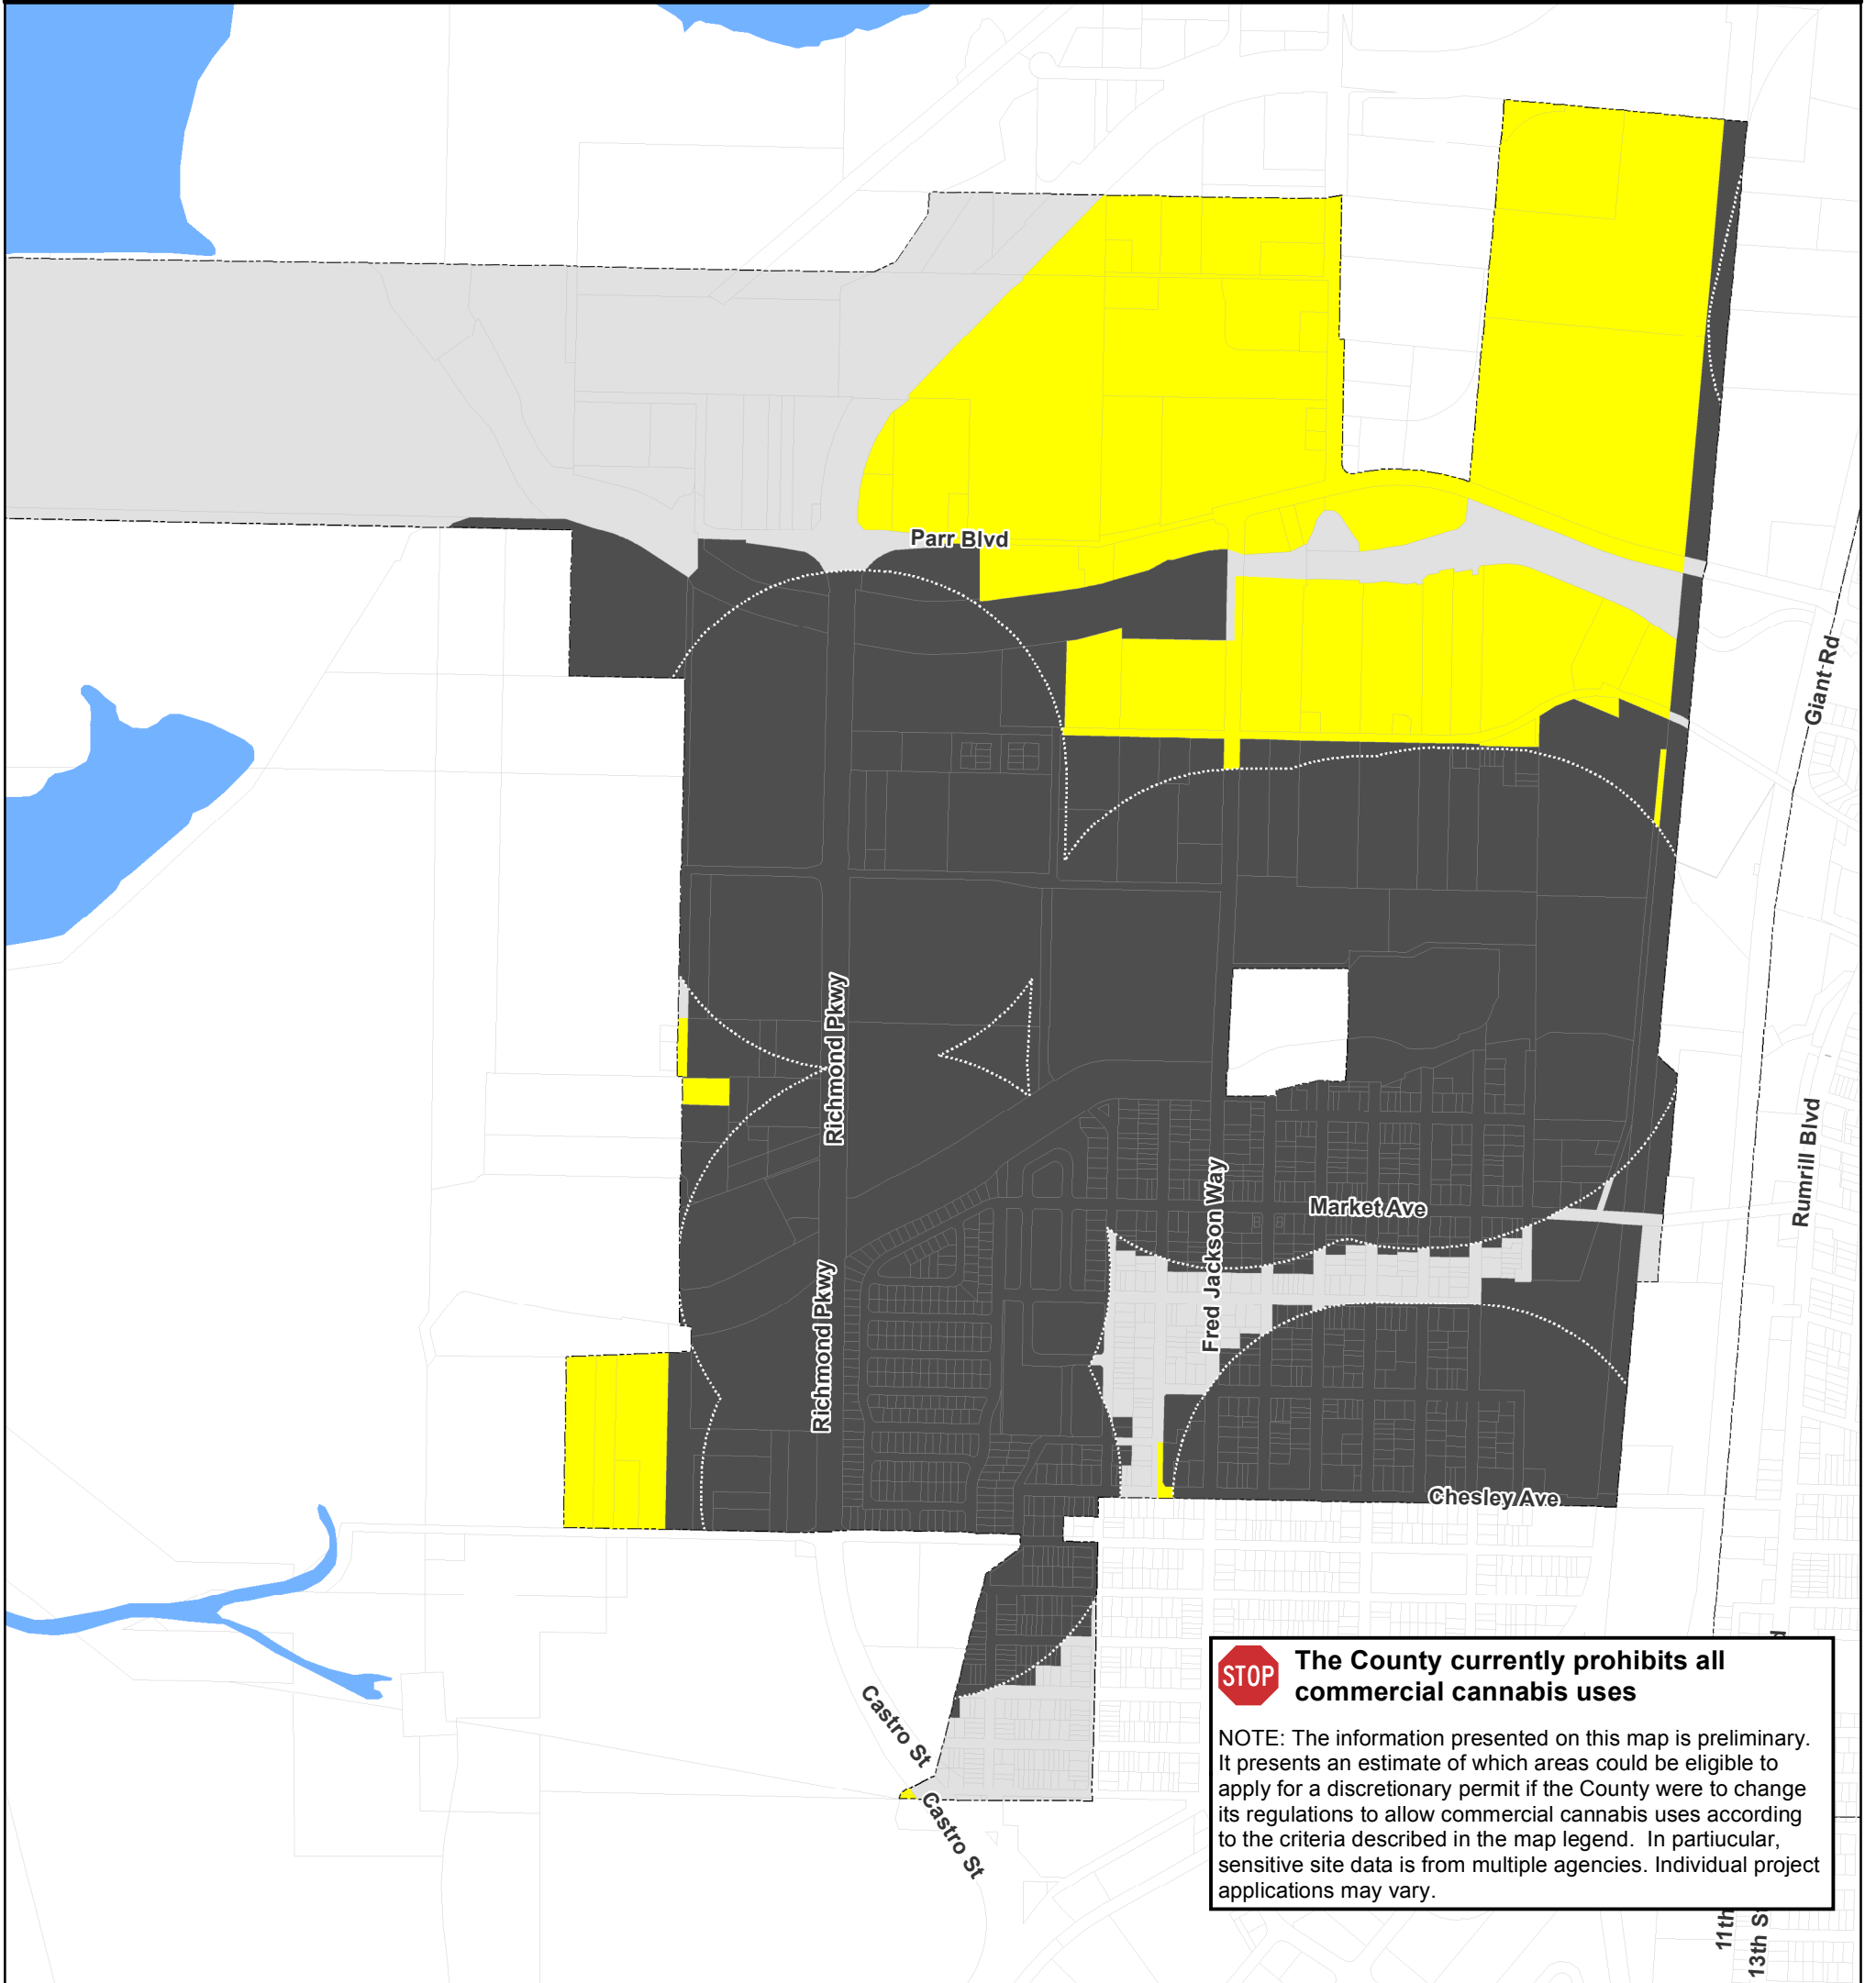 Parr Blvd
Giant Rd
Richmond Pkwy
Rumrill Blvd
Fred Jackson Way
Market Ave
Richmond Pkwy
Chesley Ave
Castro St
Castro St
STOP
The County currently prohibits all
commercial cannabis uses
NOTE: The information presented on this map is preliminary.
It presents an estimate of which areas could be eligible to
apply for a discretionary permit if the County were to change
its regulations to allow commercial cannabis uses according
to the criteria described in the map legend. In partiucular,
sensitive site data is from multiple agencies. Individual project
applications may vary.
11th
13th St